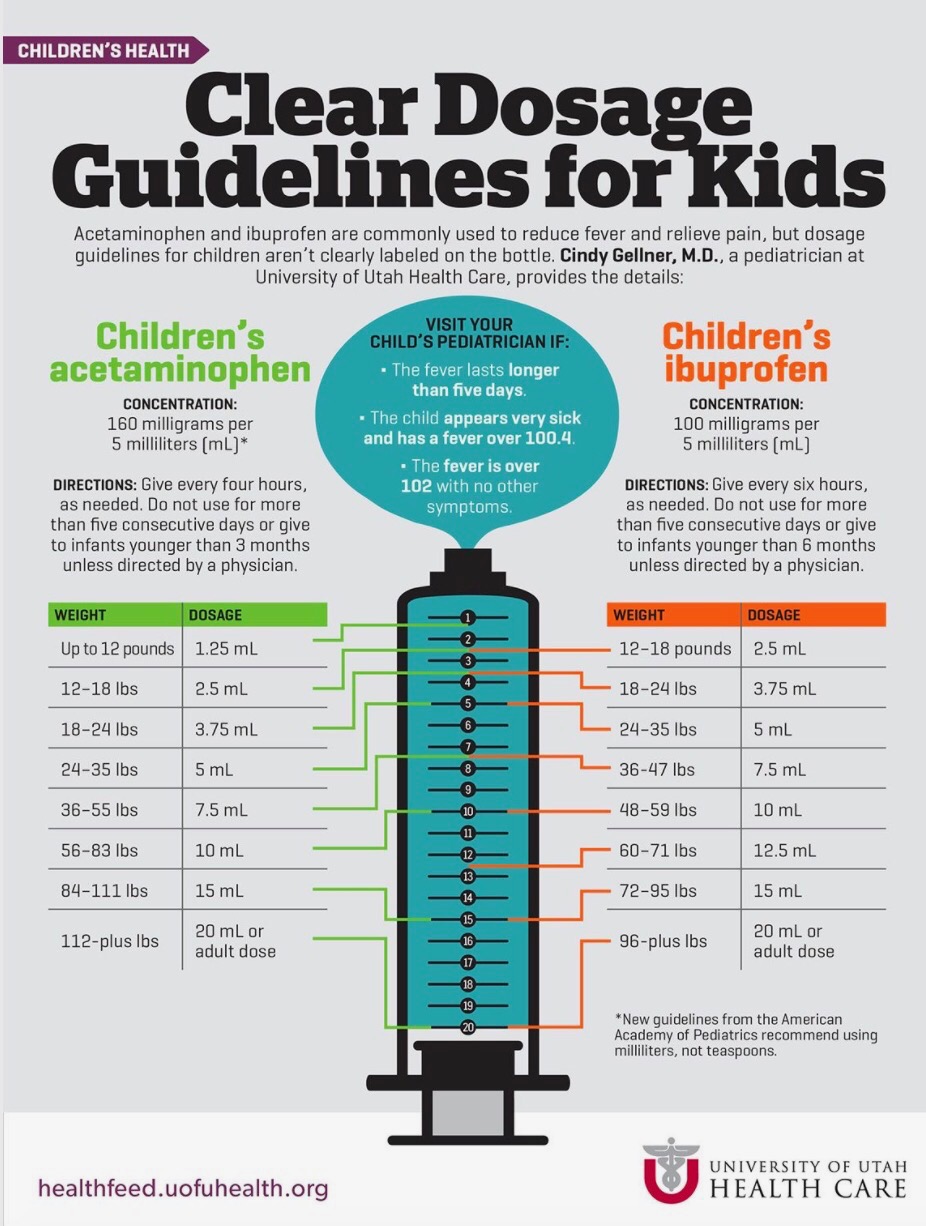 CHILDREN'S HEALTH
Clear Dosage
Guidelines for Kids
Acetaminophen and ibuprofen are commonly used to reduce fever and relieve pain, but dosage
guidelines for children aren't clearly labeled on the bottle. Cindy Gellner, M.D., a pediatrician at
University of Utah Health Care, provides the details:
Children's
acetaminophen
CONCENTRATION:
160 milligrams per
5 milliliters (mL)*
DIRECTIONS: Give every four hours,
as needed. Do not use for more
than five consecutive days or give
to infants younger than 3 months
unless directed by a physician.
WEIGHT DOSAGE
Up to 12 pounds 1.25 mL
12–18 lbs 2.5 mL
18–24 lbs 3.75 mL
24–35 lbs 5 mL
36–55 lbs 7.5 mL
56–83 lbs 10 mL
84–111 lbs 15 mL
112-plus lbs 20 mL or
adult dose
VISIT YOUR
CHILD'S PEDIATRICIAN IF:
• The fever lasts longer
than five days.
• The child appears very sick
and has a fever over 100.4.
• The fever is over
102 with no other
symptoms.
1
2
3
4
5
6
7
8
9
10
11
12
13
14
15
16
17
18
19
20
Children's
ibuprofen
CONCENTRATION:
100 milligrams per
5 milliliters (mL)
DIRECTIONS: Give every six hours,
as needed. Do not use for more
than five consecutive days or give
to infants younger than 6 months
unless directed by a physician.
WEIGHT DOSAGE
12–18 pounds 2.5 mL
18–24 lbs 3.75 mL
24–35 lbs 5 mL
36-47 lbs 7.5 mL
48–59 lbs 10 mL
60–71 lbs 12.5 mL
72–95 lbs 15 mL
96-plus lbs 20 mL or
adult dose
*New guidelines from the American
Academy of Pediatrics recommend using
milliliters, not teaspoons.
healthfeed.uofuhealth.org
U
UNIVERSITY OF UTAH
HEALTH CARE